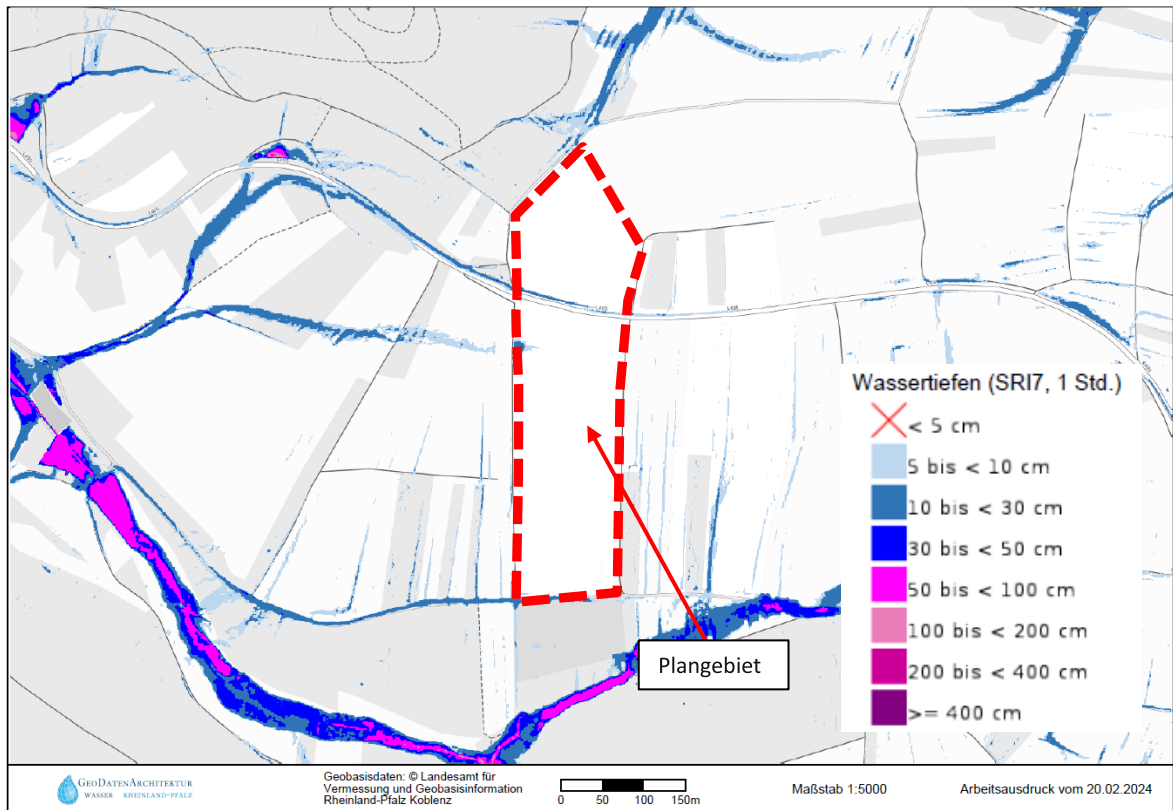 Wassertiefen (SRI7, 1 Std.)
< 5 cm
5 bis < 10 cm
10 bis < 30 cm
30 bis < 50 cm
50 bis < 100 cm
100 bis < 200 cm
200 bis < 400 cm
>= 400 cm
Plangebiet
GEODATENARCHITEKTUR
WASSER RHEINLAND-PFALZ
Geobasisdaten: © Landesamt für
Vermessung und Geobasisinformation
Rheinland-Pfalz Koblenz
0 50 100 150m
Maßstab 1:5000
Arbeitsausdruck vom 20.02.2024